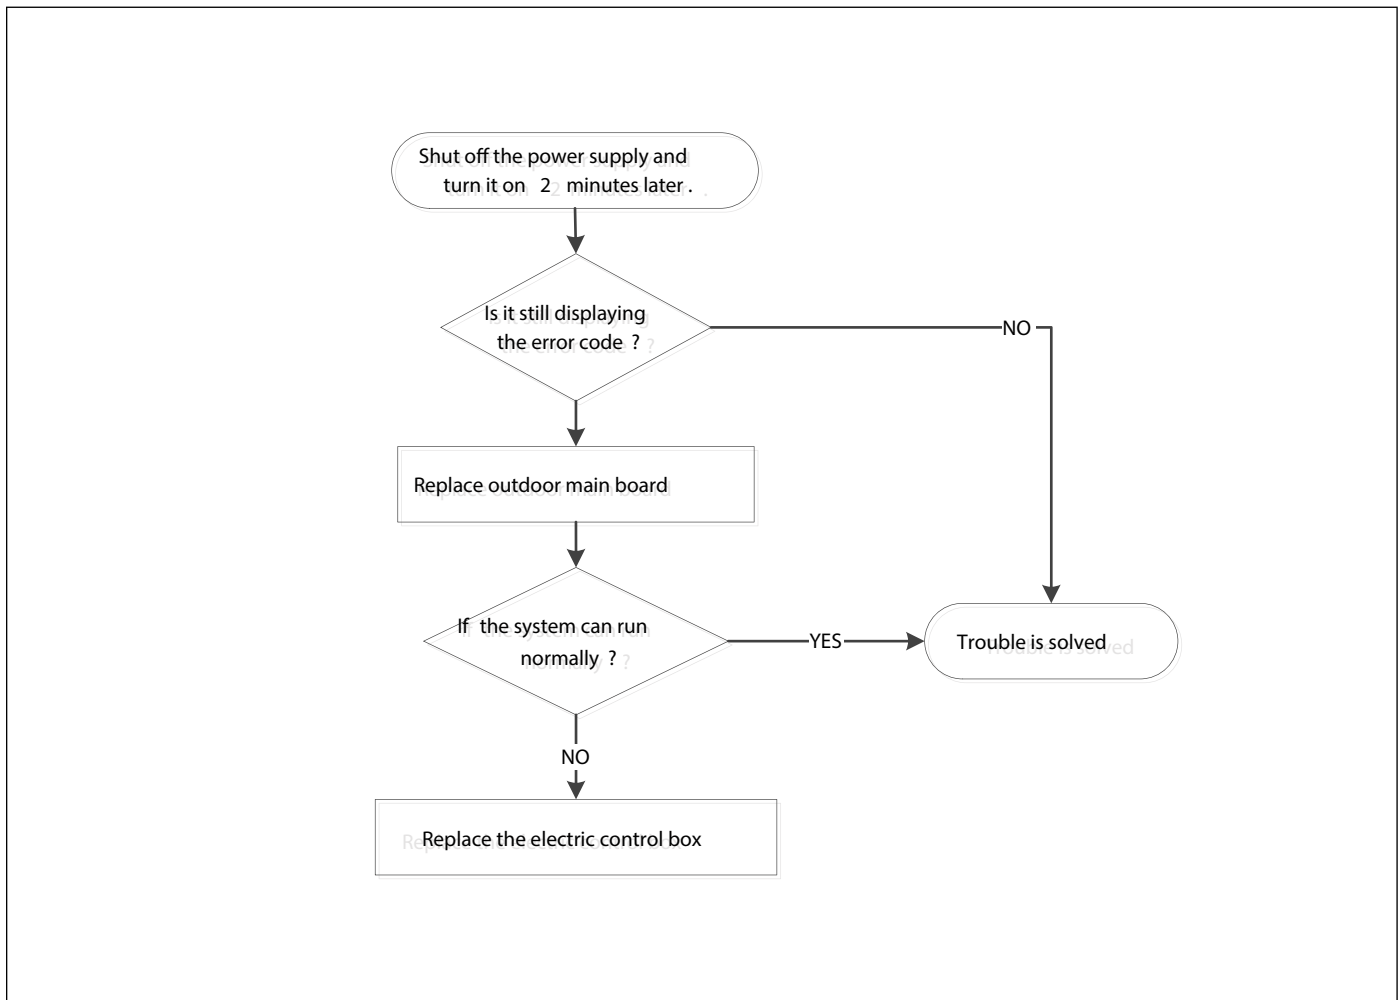 Shut off the power supply and
turn it on 2 minutes later .
Is it still displaying
the error code ?
NO
Replace outdoor main board
If the system can run
normally ?
YES
Trouble is solved
NO
Replace the electric control box